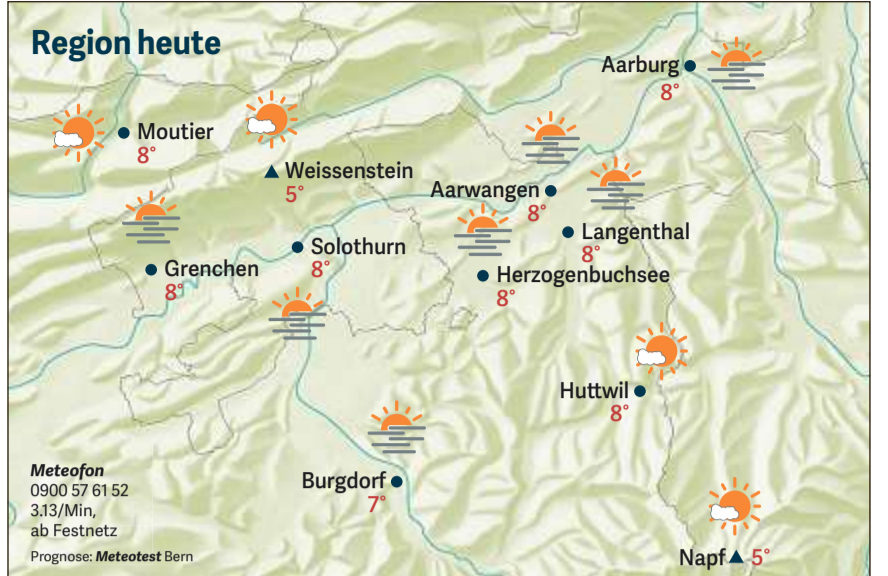 Region heute
Aarburg
8°
Moutier
8°
Weissenstein
5°
Aarwangen
8°
Langenthal
8°
Solothurn
8°
Grenchen
8°
Herzogenbuchsee
8°
Huttwil
8°
Burgdorf
7°
Napf 5°
Meteofon
0900 57 61 52
3.13/Min,
ab Festnetz
Prognose: Meteotest Bern